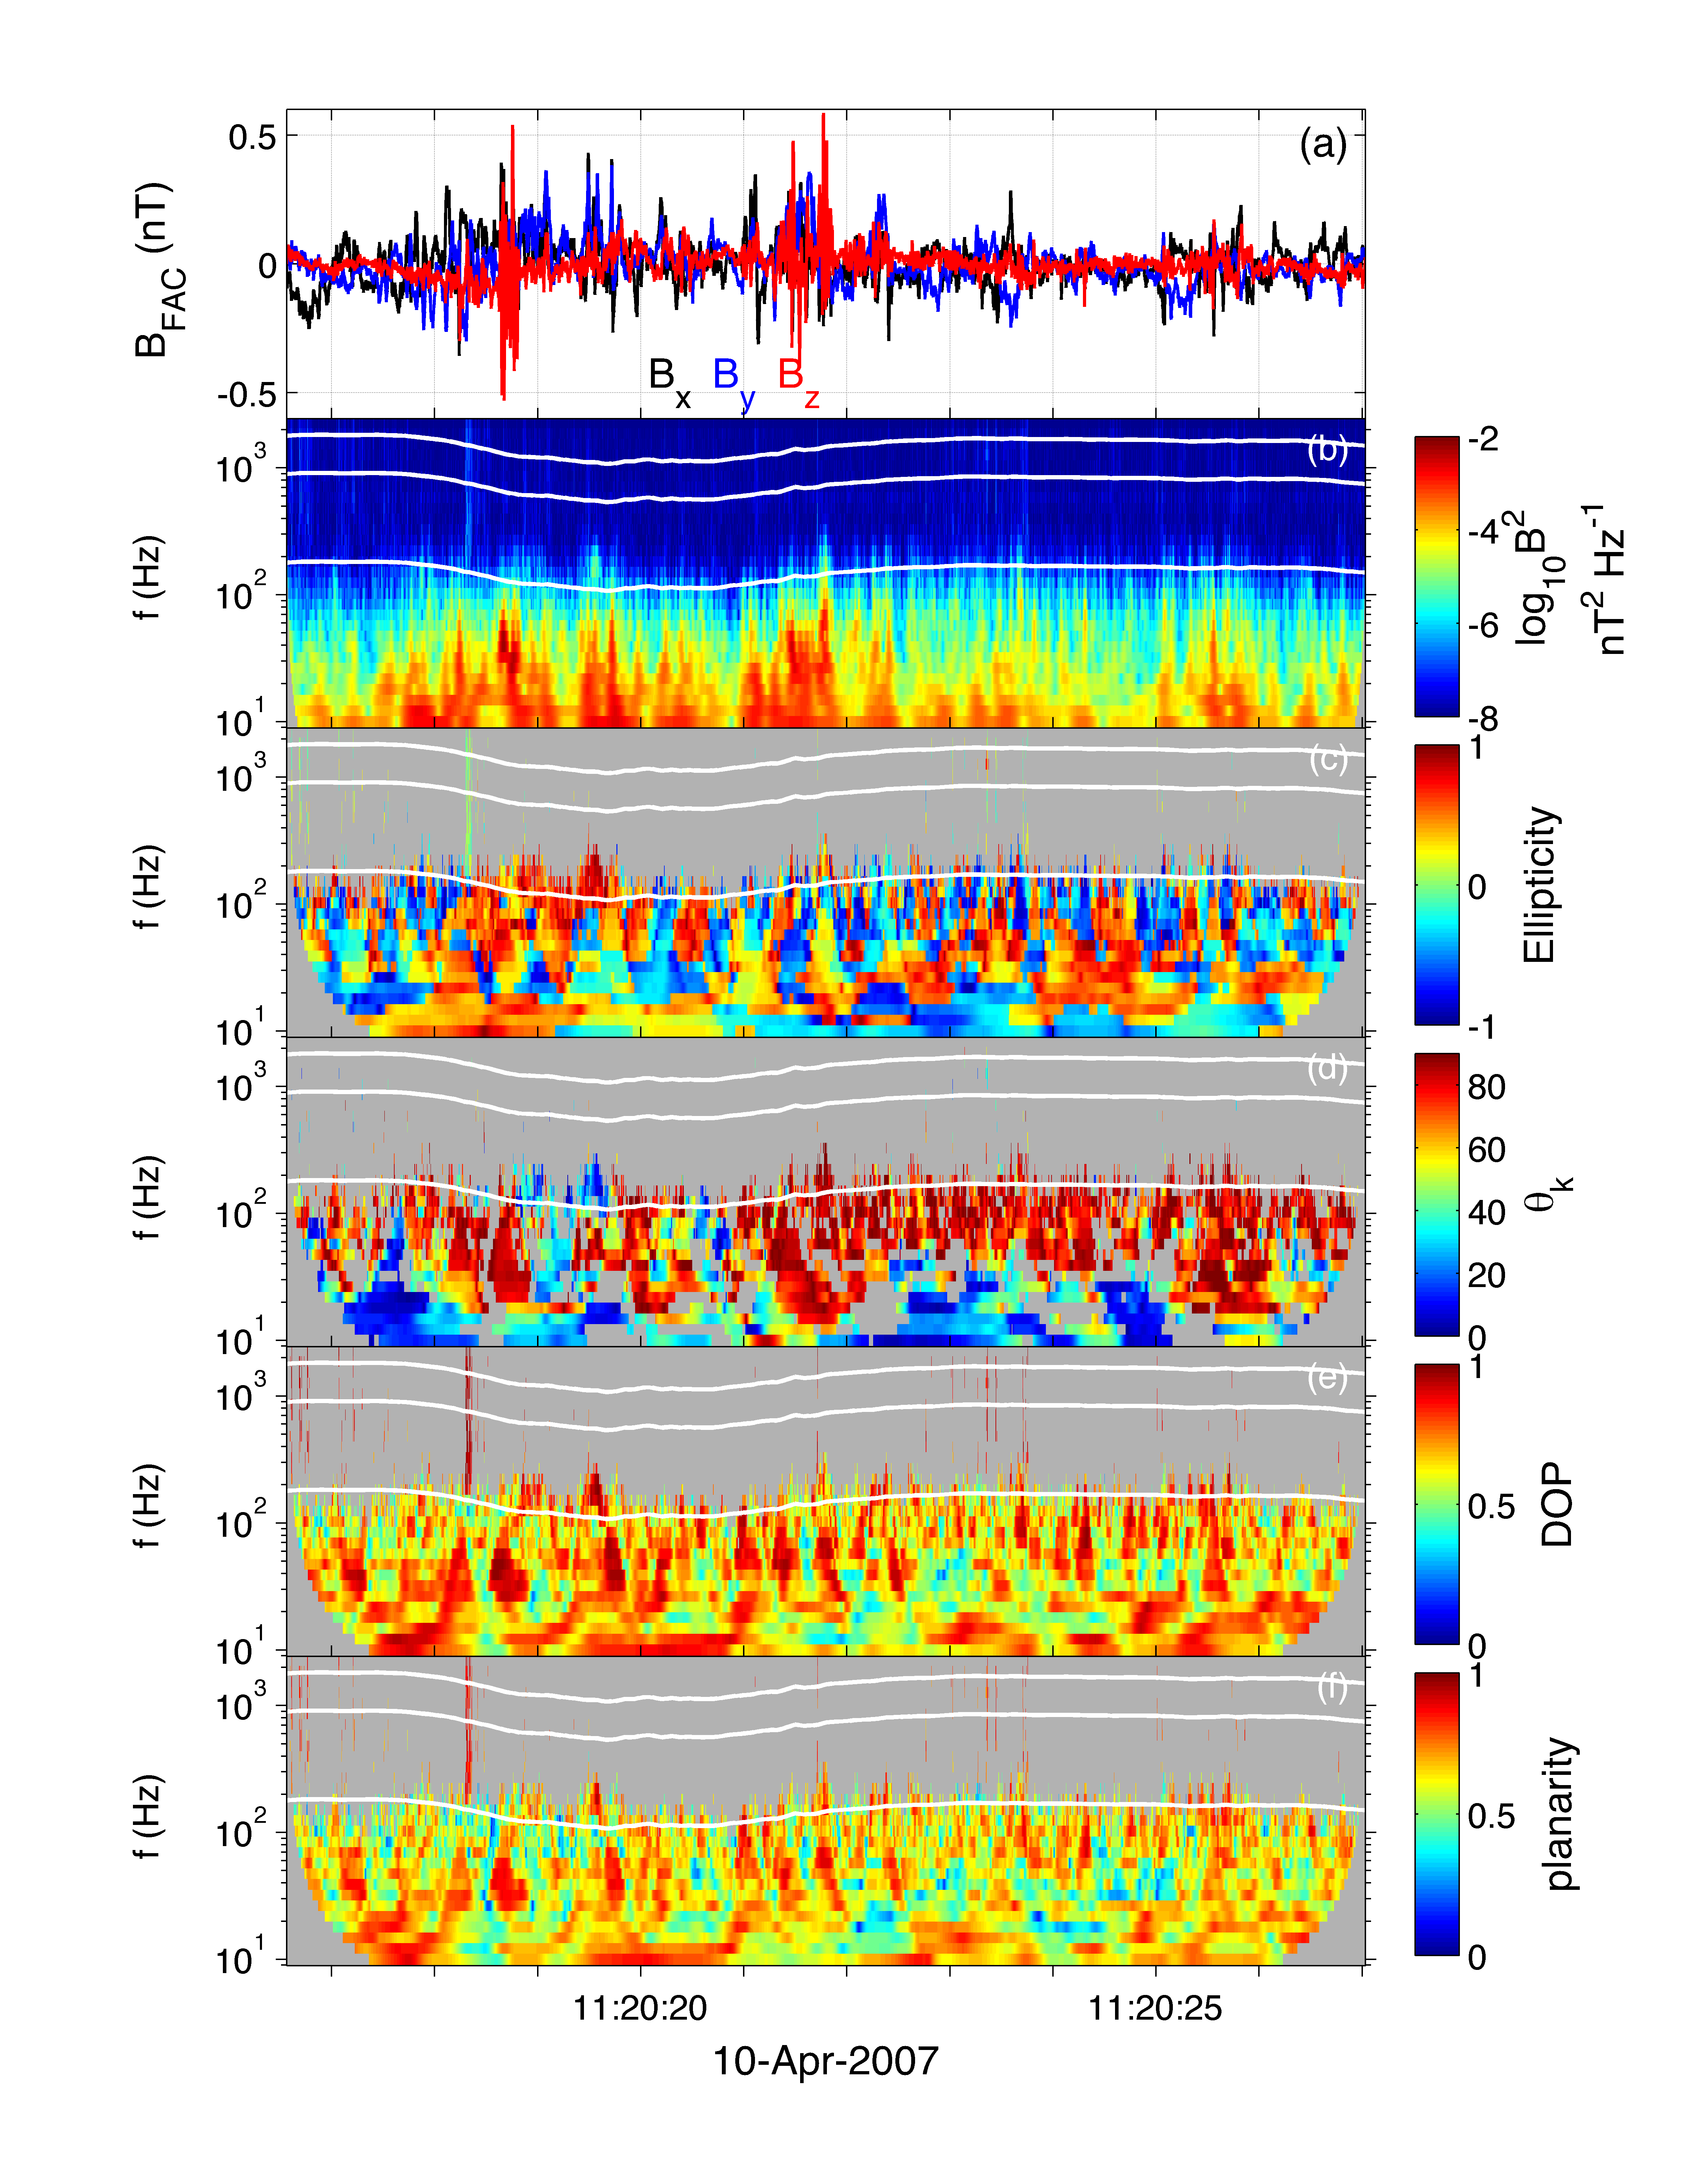 (a)
0.5
0
-0.5
B_FAC (nT)
B_x B_y B_z
(b)
10^3
10^2
10^1
f (Hz)
-2
-4
-6
-8
log_10 B^2
nT^2 Hz^-1
(c)
10^3
10^2
10^1
f (Hz)
1
0
-1
Ellipticity
(d)
10^3
10^2
10^1
f (Hz)
80
60
40
20
0
θ_k
(e)
10^3
10^2
10^1
f (Hz)
1
0.5
0
DOP
(f)
10^3
10^2
10^1
f (Hz)
1
0.5
0
planarity
11:20:20 11:20:25
10-Apr-2007